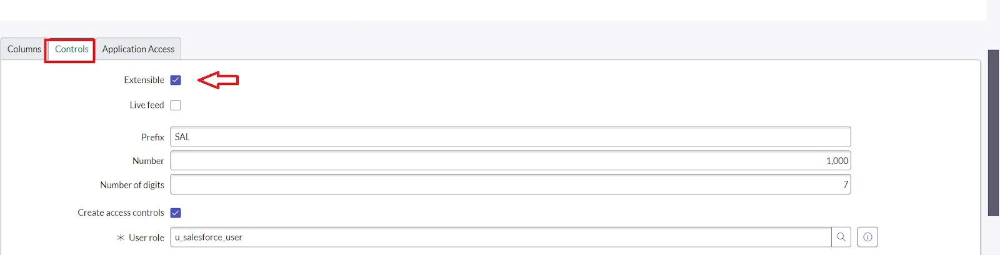 Columns Controls Application Access
Extensible
Live feed
Prefix SAL
Number 1,000
Number of digits 7
Create access controls
* User role u_salesforce_user